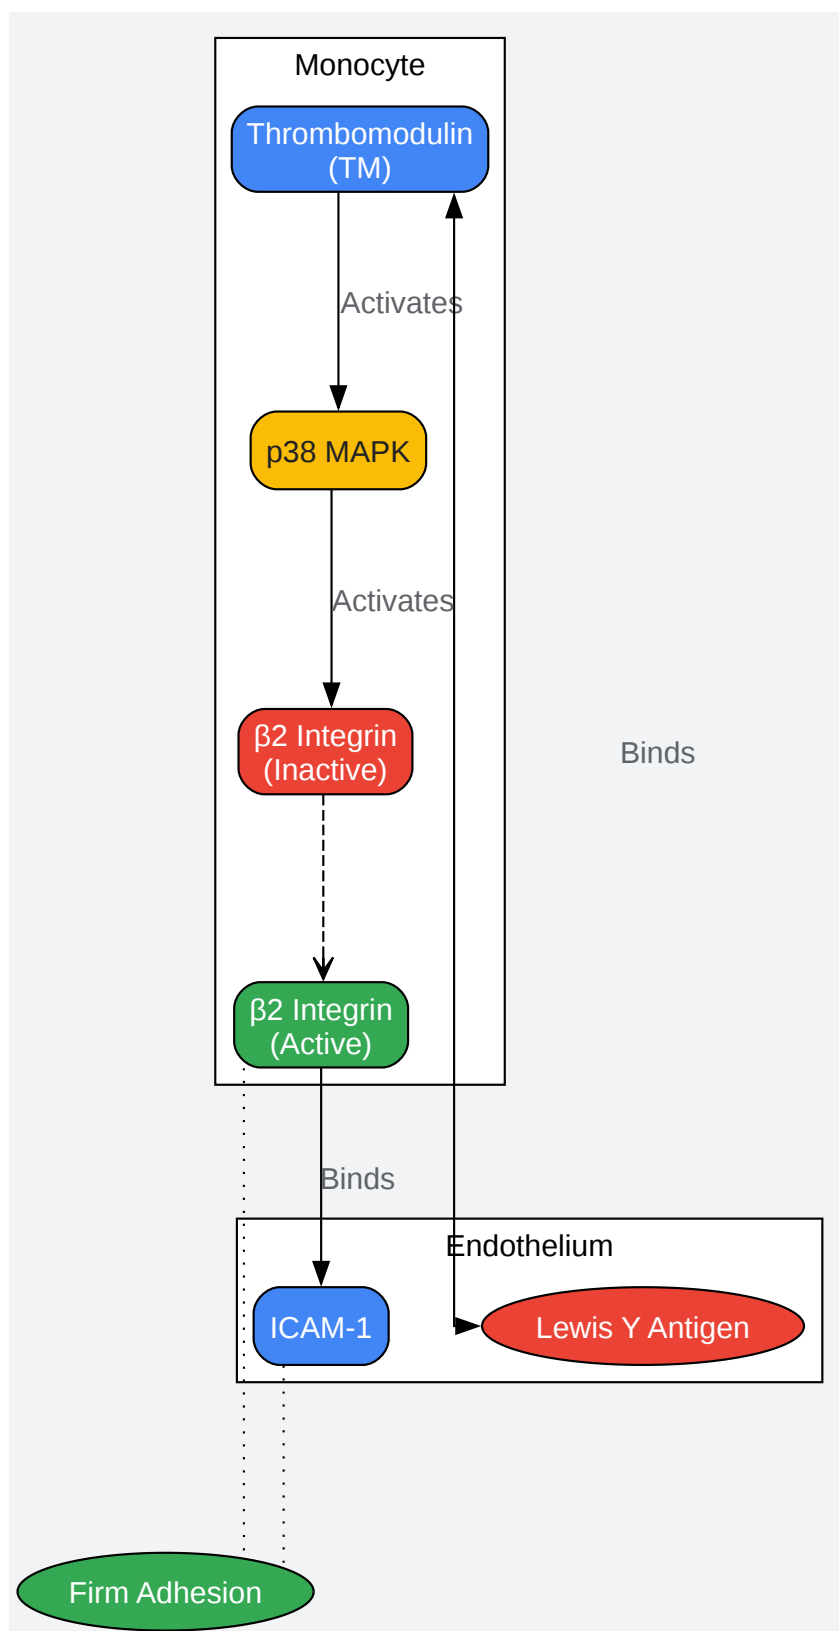 Monocyte
Thrombomodulin
(TM)
Activates
p38 MAPK
Activates
β2 Integrin
(Inactive)
Binds
β2 Integrin
(Active)
Binds
Endothelium
ICAM-1
Lewis Y Antigen
Firm Adhesion